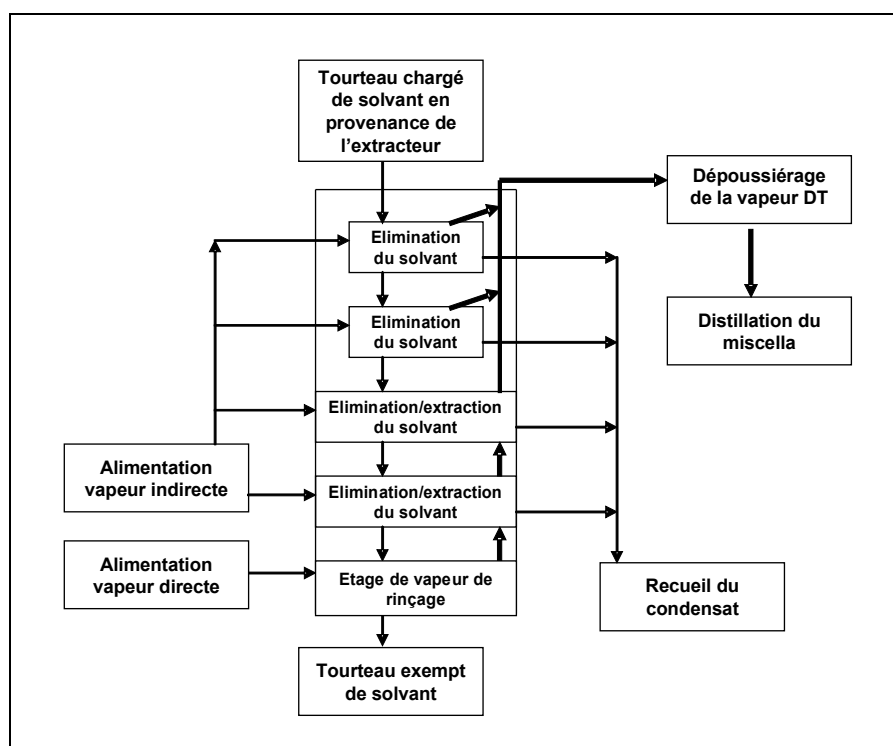 Tourteau chargé
de solvant en
provenance de
l'extracteur
Dépoussiérage
de la vapeur DT
Elimination
du solvant
Elimination
du solvant
Distillation du
miscella
Elimination/extraction
du solvant
Alimentation
vapeur indirecte
Elimination/extraction
du solvant
Alimentation
vapeur directe
Etage de vapeur de
rinçage
Recueil du
condensat
Tourteau exempt
de solvant